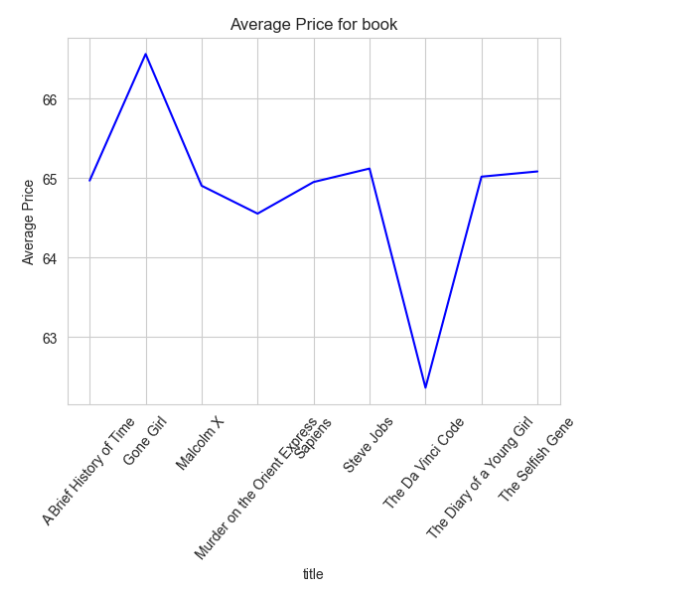 Average Price for book
Average Price
66
65
64
63
A Brief History of Time
Gone Girl
Malcolm X
Murder on the Orient Express
Sapiens
Steve Jobs
The Da Vinci Code
The Diary of a Young Girl
The Selfish Gene
title